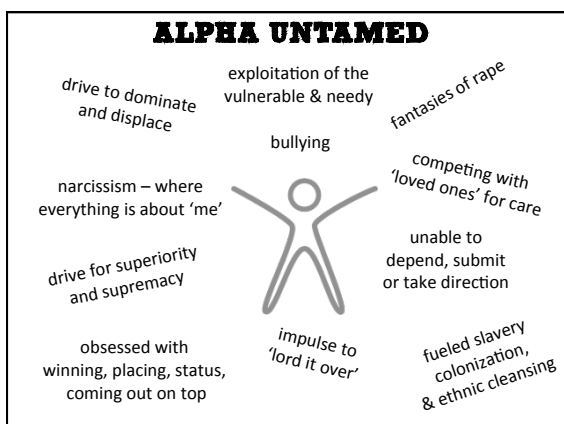 ALPHA UNTAMED
drive to dominate
and displace
exploitation of the
vulnerable & needy
fantasies of rape
bullying
narcissism – where
everything is about ‘me’
competing with
‘loved ones’ for care
drive for superiority
and supremacy
unable to
depend, submit
or take direction
obsessed with
winning, placing, status,
coming out on top
impulse to
‘lord it over’
fueled slavery
colonization,
& ethnic cleansing